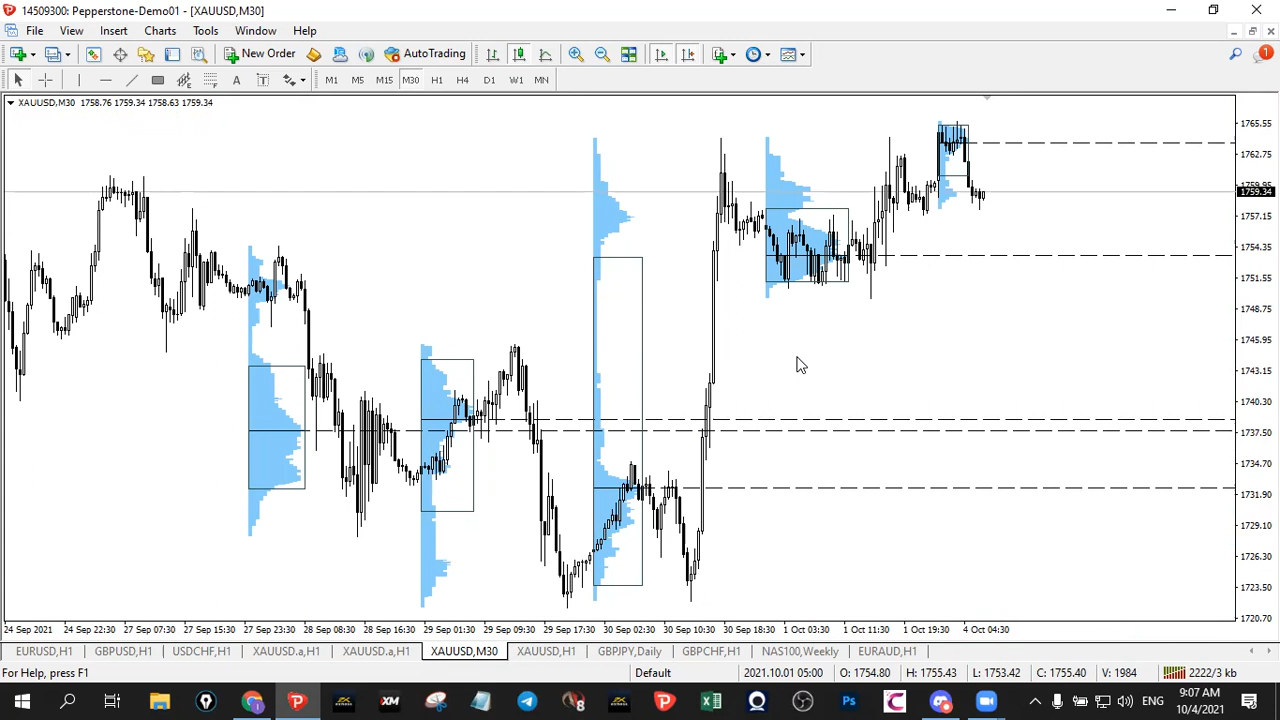 14509300: Pepperstone-Demo01 - [XAUUSD,M30]
File View Insert Charts Tools Window Help
New Order AutoTrading 1
A T M1 M5 M15 M30 H1 H4 D1 W1 MN
XAUUSD,M30 1758.76 1759.34 1758.63 1759.34
1765.55
1762.75
1759.95
1759.34
1757.15
1754.35
1751.55
1748.75
1745.95
1743.15
1740.30
1737.50
1734.70
1731.90
1729.10
1726.30
1723.50
1720.70
24 Sep 2021 24 Sep 22:30 27 Sep 07:30 27 Sep 15:30 27 Sep 23:30 28 Sep 08:30 28 Sep 16:30 29 Sep 01:30 29 Sep 09:30 29 Sep 17:30 30 Sep 02:30 30 Sep 10:30 30 Sep 18:30 1 Oct 03:30 1 Oct 11:30 1 Oct 19:30 4 Oct 04:30
EURUSD,H1 GBPUSD,H1 USDCHF,H1 XAUUSD.a,H1 XAUUSD.a,H1 XAUUSD,M30 XAUUSD,H1 GBPJPY,Daily GBPCHF,H1 NAS100,Weekly EURAUD,H1
For Help, press F1 Default 2021.10.01 05:00 O: 1754.80 H: 1755.43 L: 1753.42 C: 1755.40 V: 1984 2222/3 kb
XM 8 Ps ENG 9:07 AM
10/4/2021